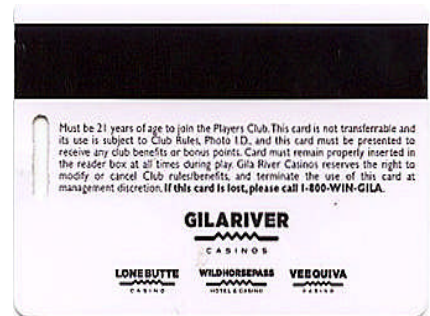 Must be 21 years of age to join the Players Club. This card is not transferrable and
its use is subject to Club Rules, Photo I.D., and this card must be presented to
receive any club benefits or bonus points. Card must remain properly inserted in
the reader box at all times during play. Gila River Casinos reserves the right to
modify or cancel Club rules/benefits, and terminate the use of this card at
management discretion. If this card is lost, please call 1-800-WIN-GILA.
GILARIVER
CASINOS
LONEBUTTE WILDHORSEPASS VEEQUIVA
CASINO HOTEL & CASINO CASINO